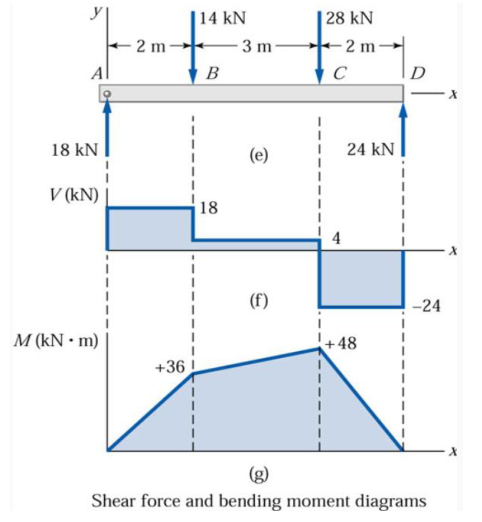 y 14 kN 28 kN
2 m 3 m 2 m
A B C D
x
18 kN (e) 24 kN
V (kN)
18
4
x
(f) -24
M (kN · m)
+48
+36
x
(g)
Shear force and bending moment diagrams